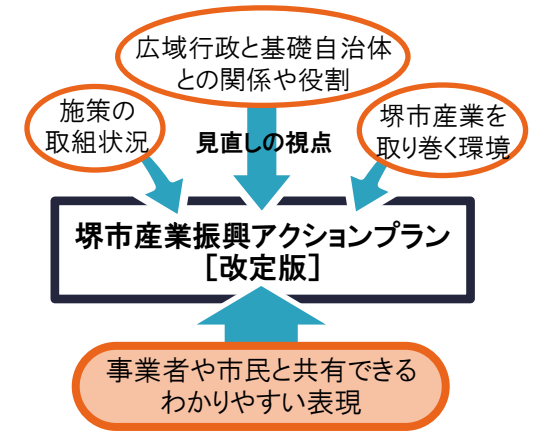 広域行政と基礎自治体
との関係や役割
施策の
取組状況
見直しの視点
堺市産業を
取り巻く環境
堺市産業振興アクションプラン
［改定版］
事業者や市民と共有できる
わかりやすい表現